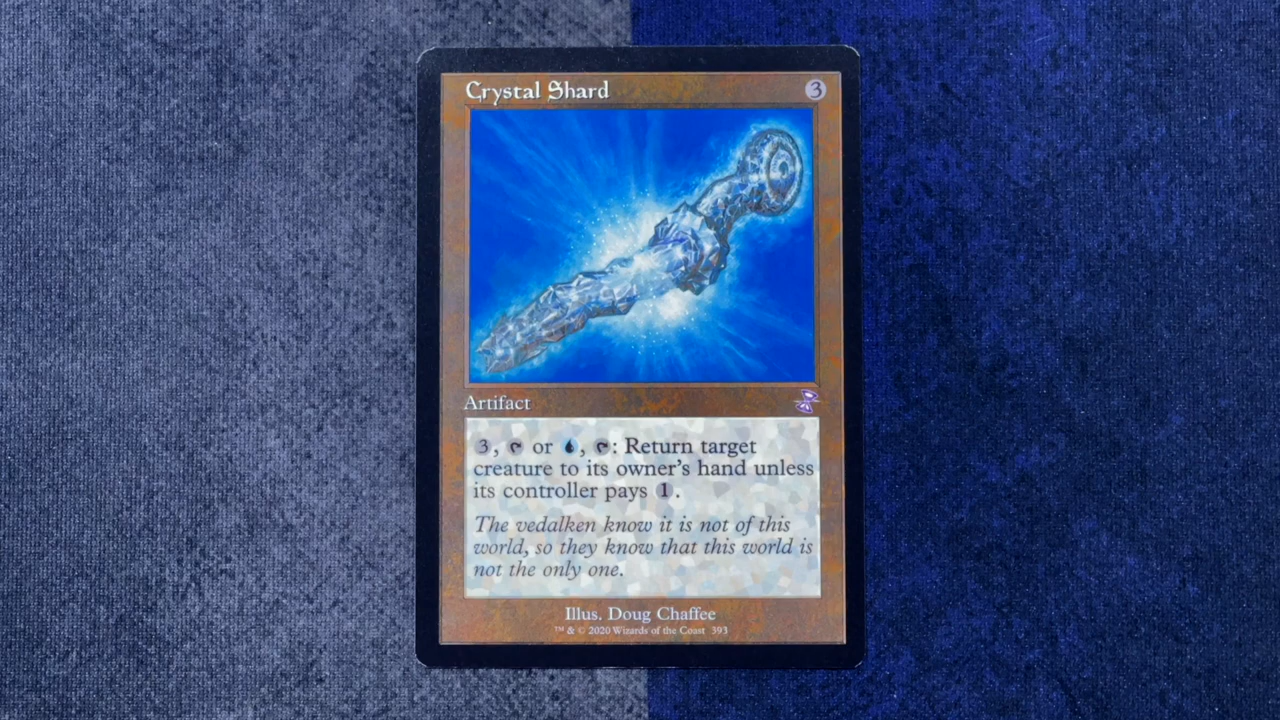 Crystal Shard 3
Artifact
3, or , : Return target
creature to its owner's hand unless
its controller pays 1.
The vedalken know it is not of this
world, so they know that this world is
not the only one.
Illus. Doug Chaffee
™ & © 2020 Wizards of the Coast 393